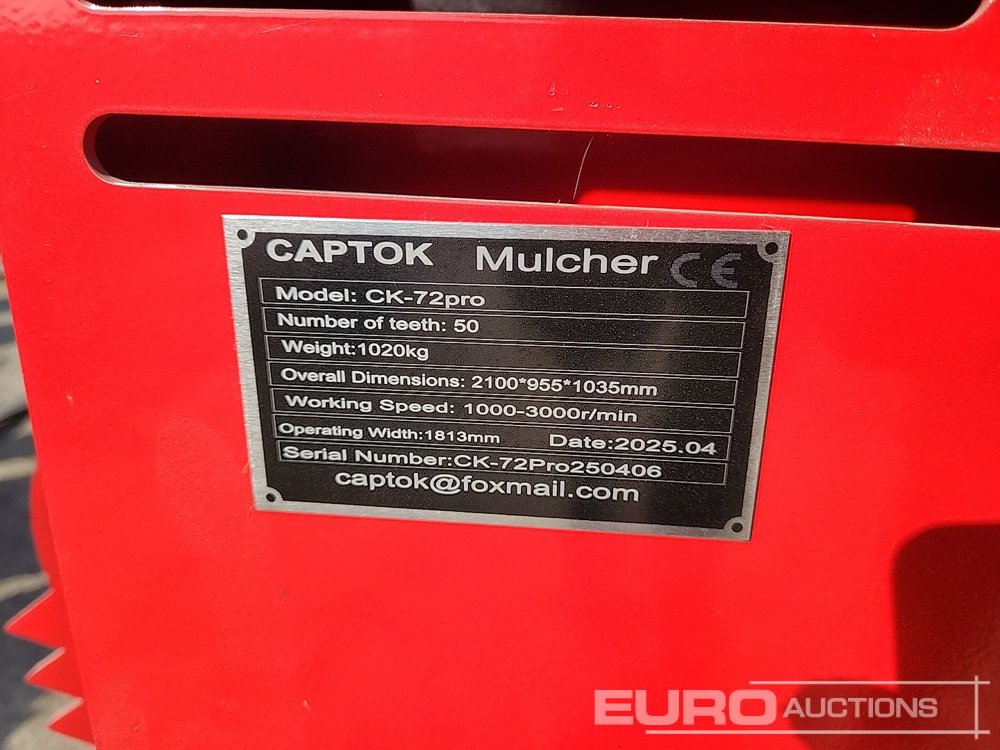 CAPTOK Mulcher CE
Model: CK-72pro
Number of teeth: 50
Weight:1020kg
Overall Dimensions: 2100*955*1035mm
Working Speed: 1000-3000r/min
Operating Width:1813mm Date:2025.04
Serial Number:CK-72Pro250406
captok@foxmail.com
EURO AUCTIONS